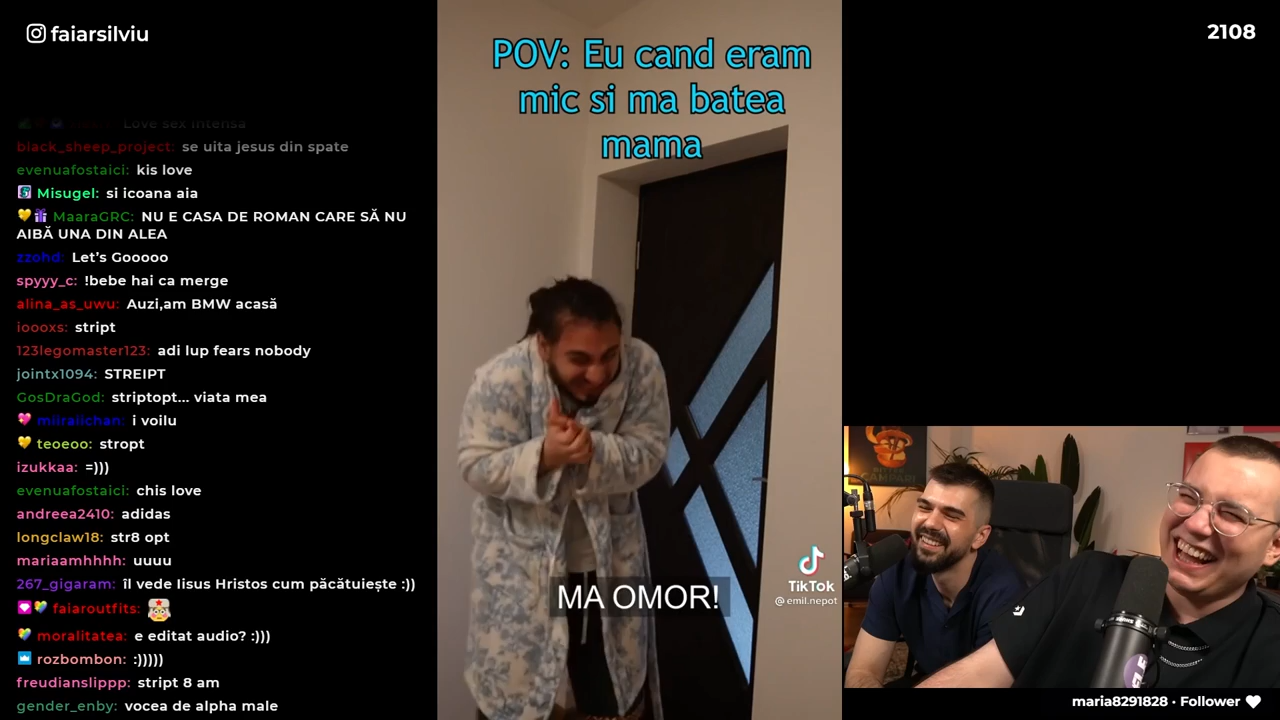 faiarsilviu
2108
Love sex intensa
black_sheep_project: se uita jesus din spate
evenuafostaici: kis love
Misugel: si icoana aia
MaaraGRC: NU E CASA DE ROMAN CARE SĂ NU
AIBĂ UNA DIN ALEA
zzohd: Let's Gooooo
spyyy_c: !bebe hai ca merge
alina_as_uwu: Auzi,am BMW acasă
ioooxs: stript
123legomaster123: adi lup fears nobody
jointx1094: STREIPT
GosDraGod: striptopt... viata mea
miiraiichan: i voilu
teoeoo: stropt
izukkaa: =)))
evenuafostaici: chis love
andreea2410: adidas
longclaw18: str8 opt
mariaamhhhh: uuuu
267_gigaram: îl vede Iisus Hristos cum păcătuiește :))
faiaroutfits:
moralitatea: e editat audio? :)))
rozbombon: :)))))
freudianslippp: stript 8 am
gender_enby: vocea de alpha male
POV: Eu cand eram
mic si ma batea
mama
MA OMOR!
TikTok
@emil.nepot
maria8291828 · Follower